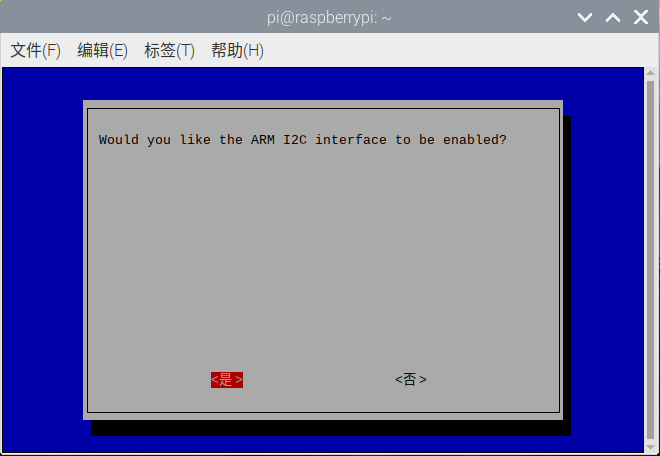 pi@raspberrypi: ~
文件(F) 编辑(E) 标签(T) 帮助(H)
Would you like the ARM I2C interface to be enabled?
<是> <否>